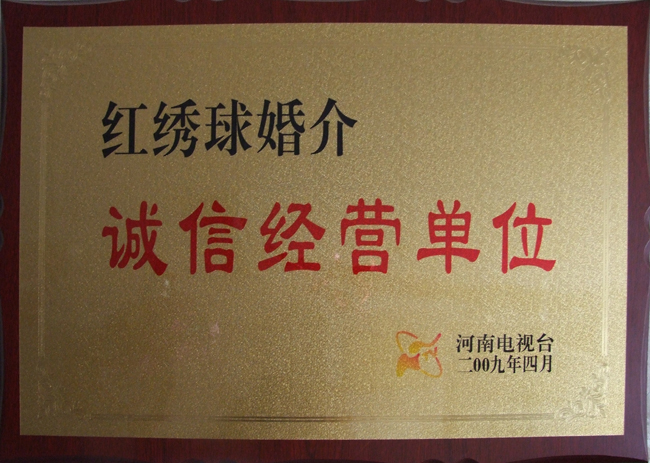 红绣球婚介
诚信经营单位
河南电视台
二00九年四月